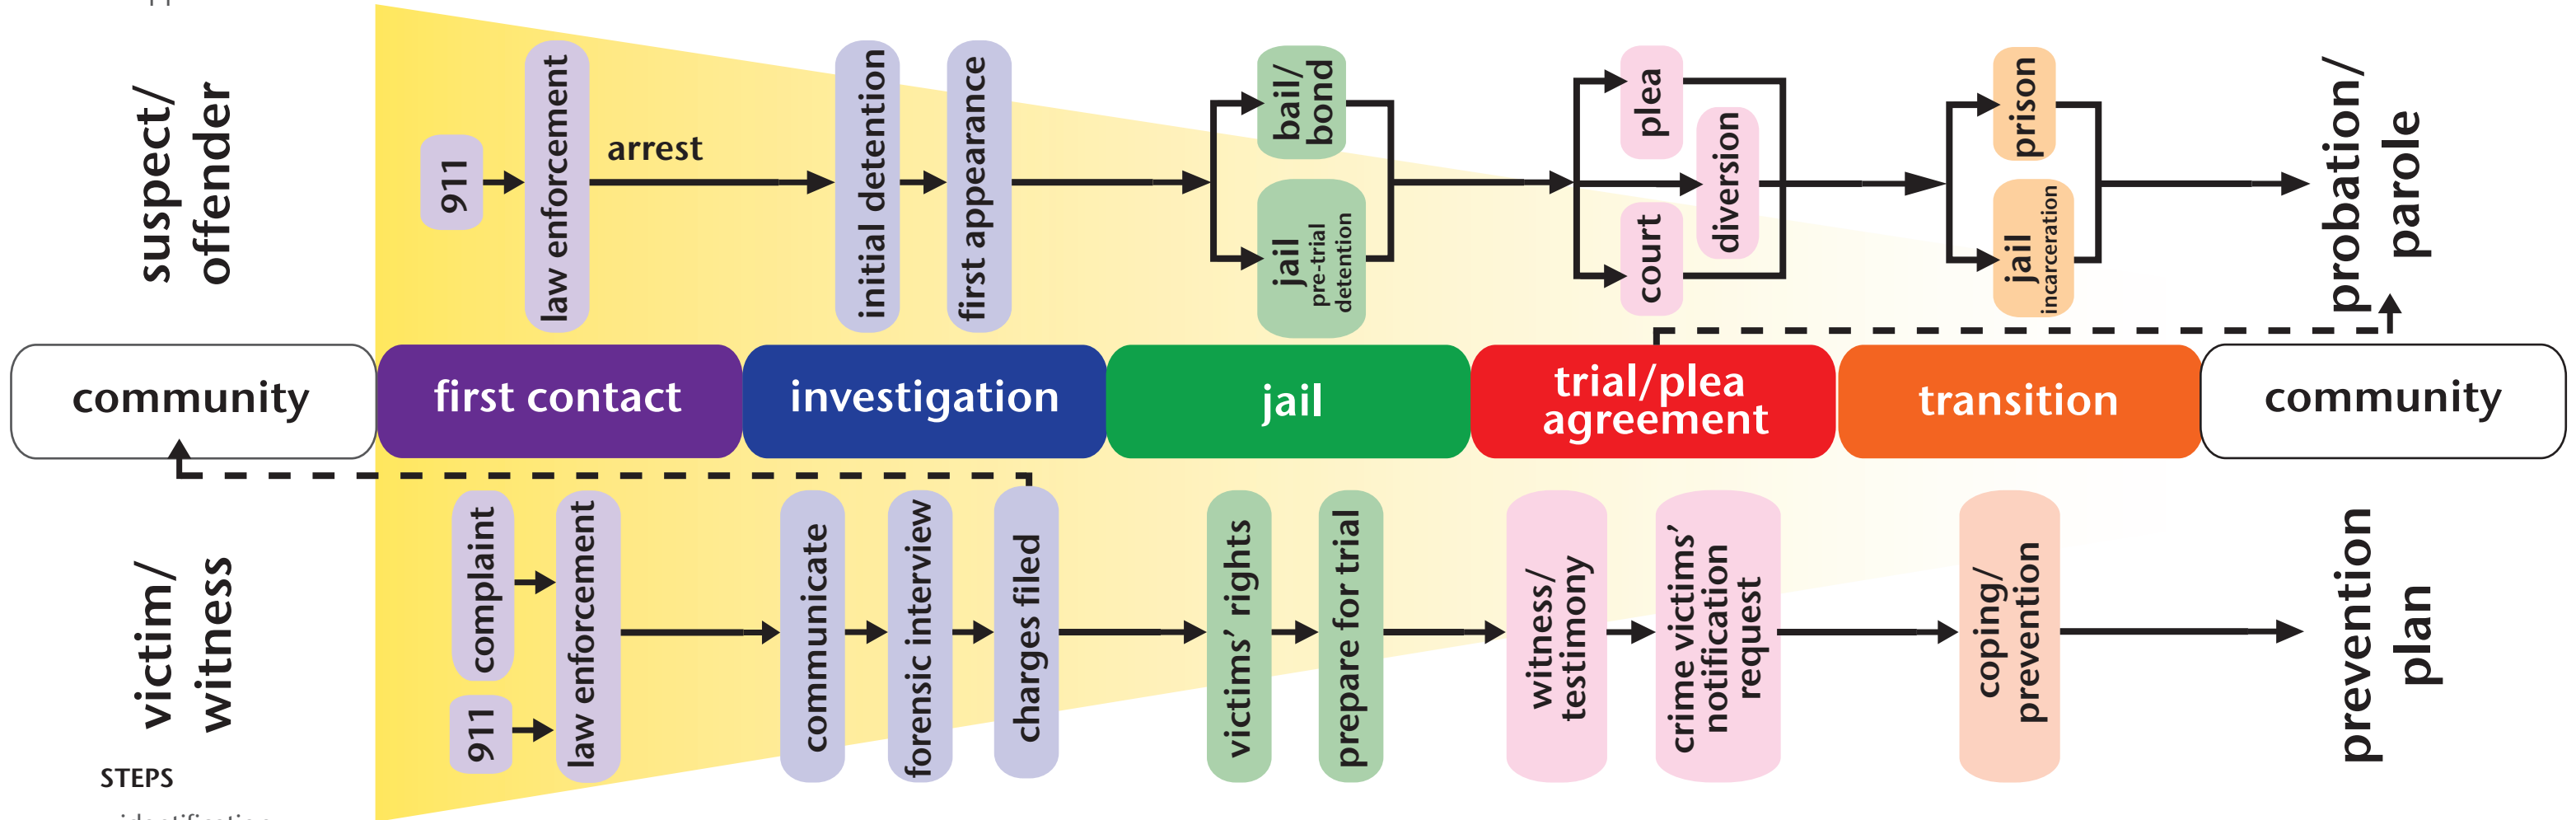 suspect/
offender
911
law enforcement
arrest
initial detention
first appearance
bail/
bond
jail
pre-trial
detention
plea
diversion
court
prison
jail
incarceration
probation/
parole
community
first contact
investigation
jail
trial/plea
agreement
transition
community
victim/
witness
complaint
911
law enforcement
communicate
forensic interview
charges filed
victims’ rights
prepare for trial
witness/
testimony
crime victims’
notification
request
coping/
prevention
prevention
plan
STEPS
identification